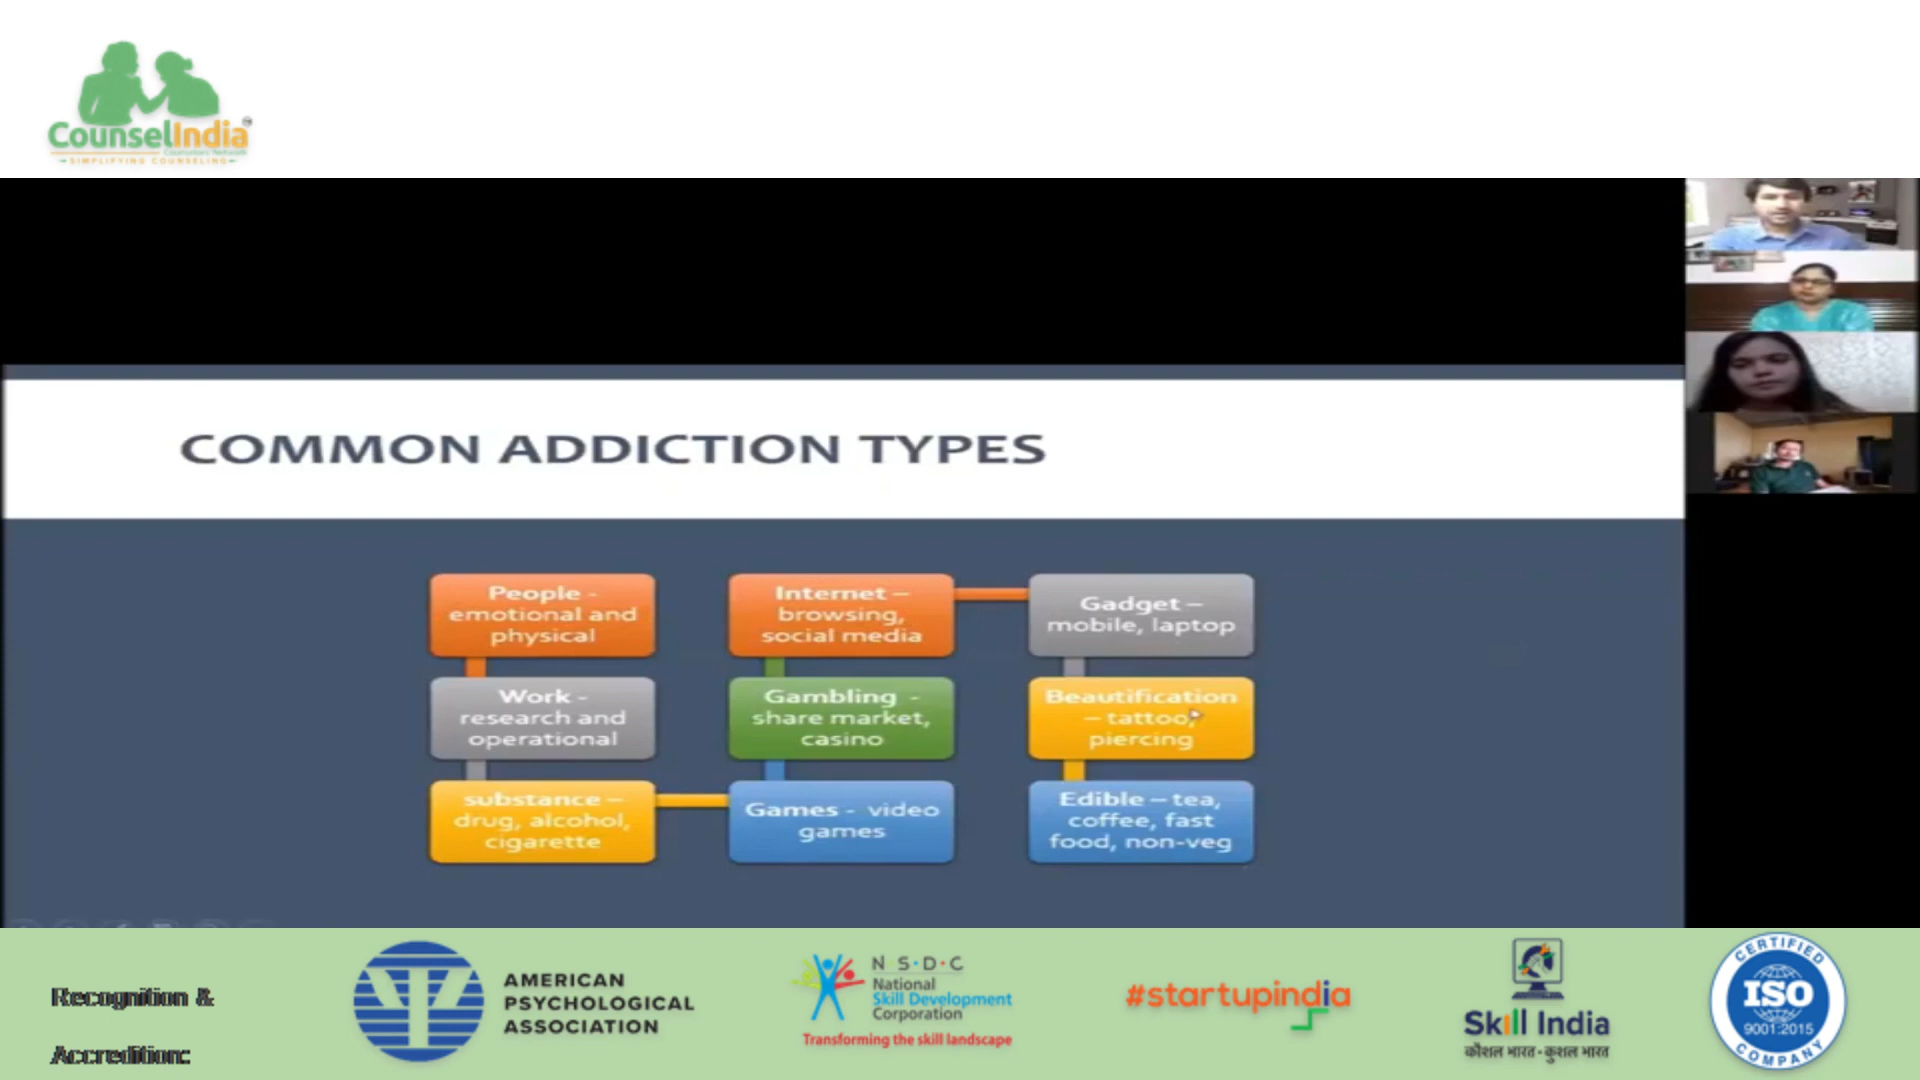 CounselIndia
Counselors Network
SIMPLIFYING COUNSELING
COMMON ADDICTION TYPES
People -
emotional and
physical
Internet –
browsing,
social media
Gadget –
mobile, laptop
Work -
research and
operational
Gambling -
share market,
casino
Beautification
– tattoo,
piercing
substance –
drug, alcohol,
cigarette
Games - video
games
Edible – tea,
coffee, fast
food, non-veg
Recognition &
Accredition:
AMERICAN
PSYCHOLOGICAL
ASSOCIATION
N·S·D·C
National
Skill Development
Corporation
Transforming the skill landscape
#startupindia
Skill India
कौशल भारत - कुशल भारत
CERTIFIED
ISO
9001:2015
COMPANY